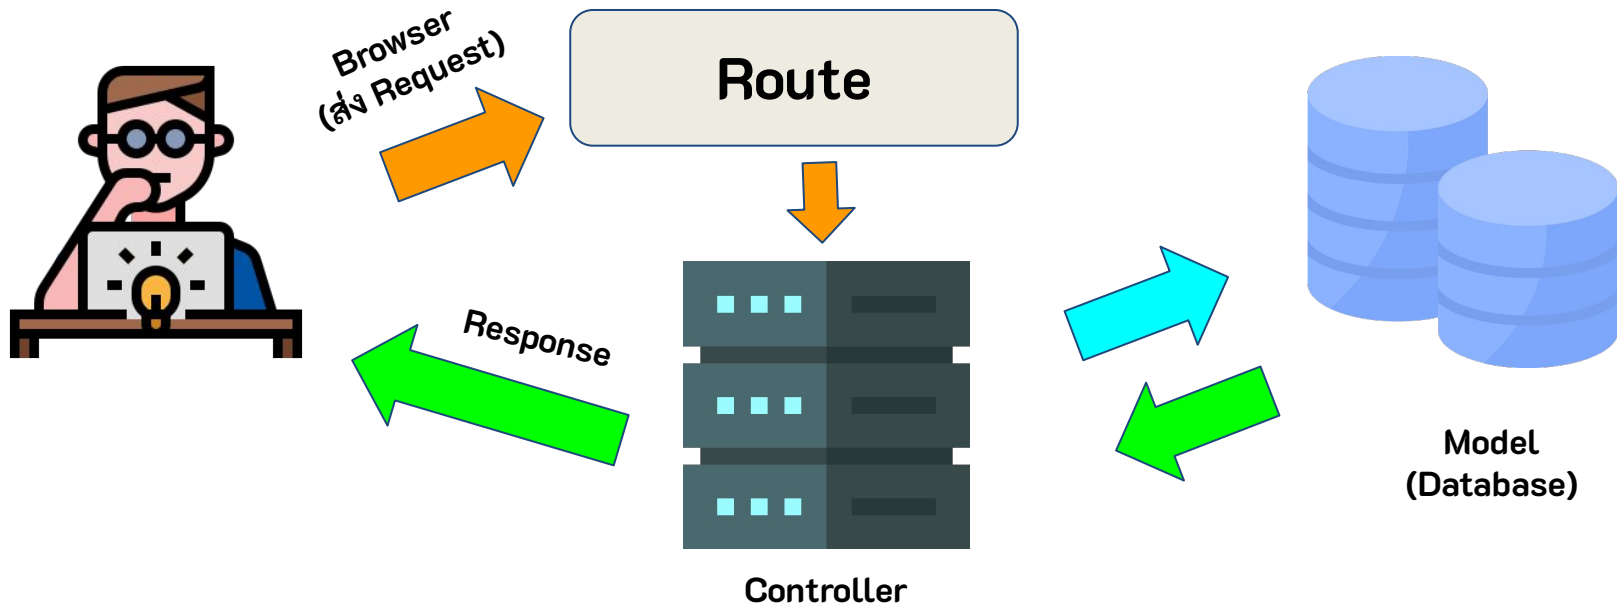 Browser
(ส่ง Request)
Route
Response
Model
(Database)
Controller